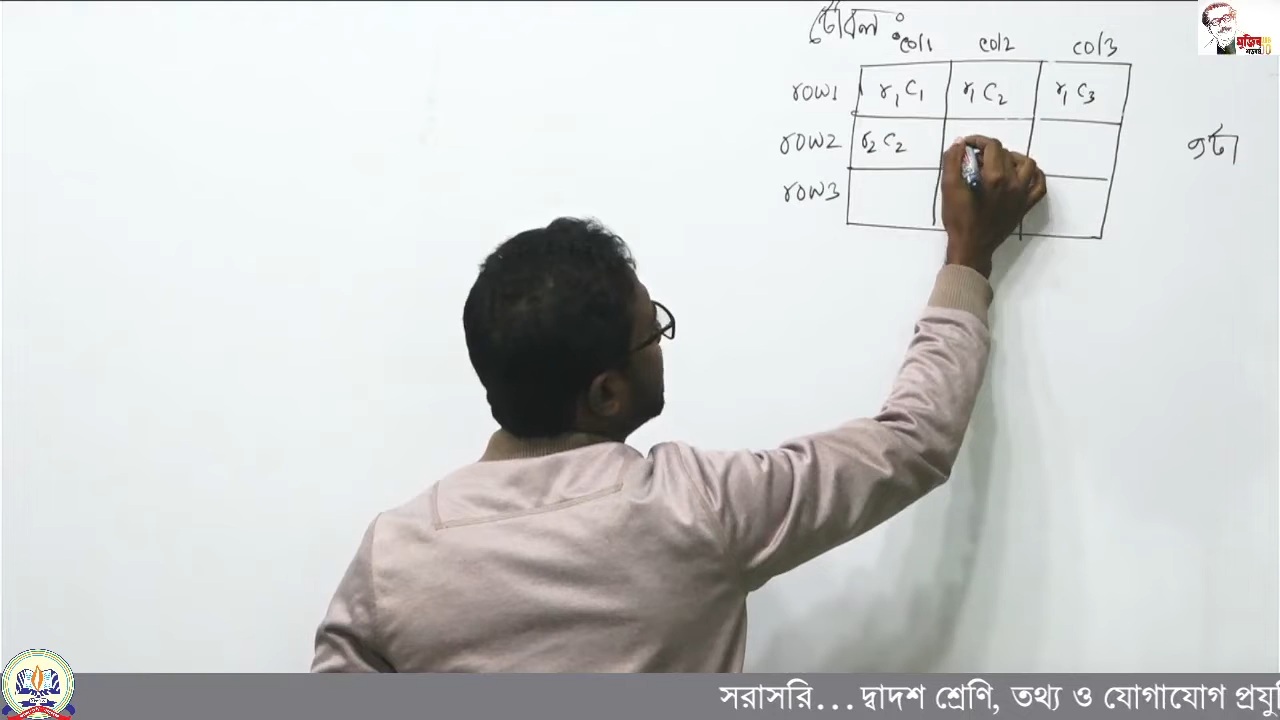 টেবিল :
col1 col2 col3
row1 r₁ c₁ r₁ c₂ r₁ c₃
row2 r₂ c₂
row3
সরাসরি... দ্বাদশ শ্রেণি, তথ্য ও যোগাযোগ প্রযু